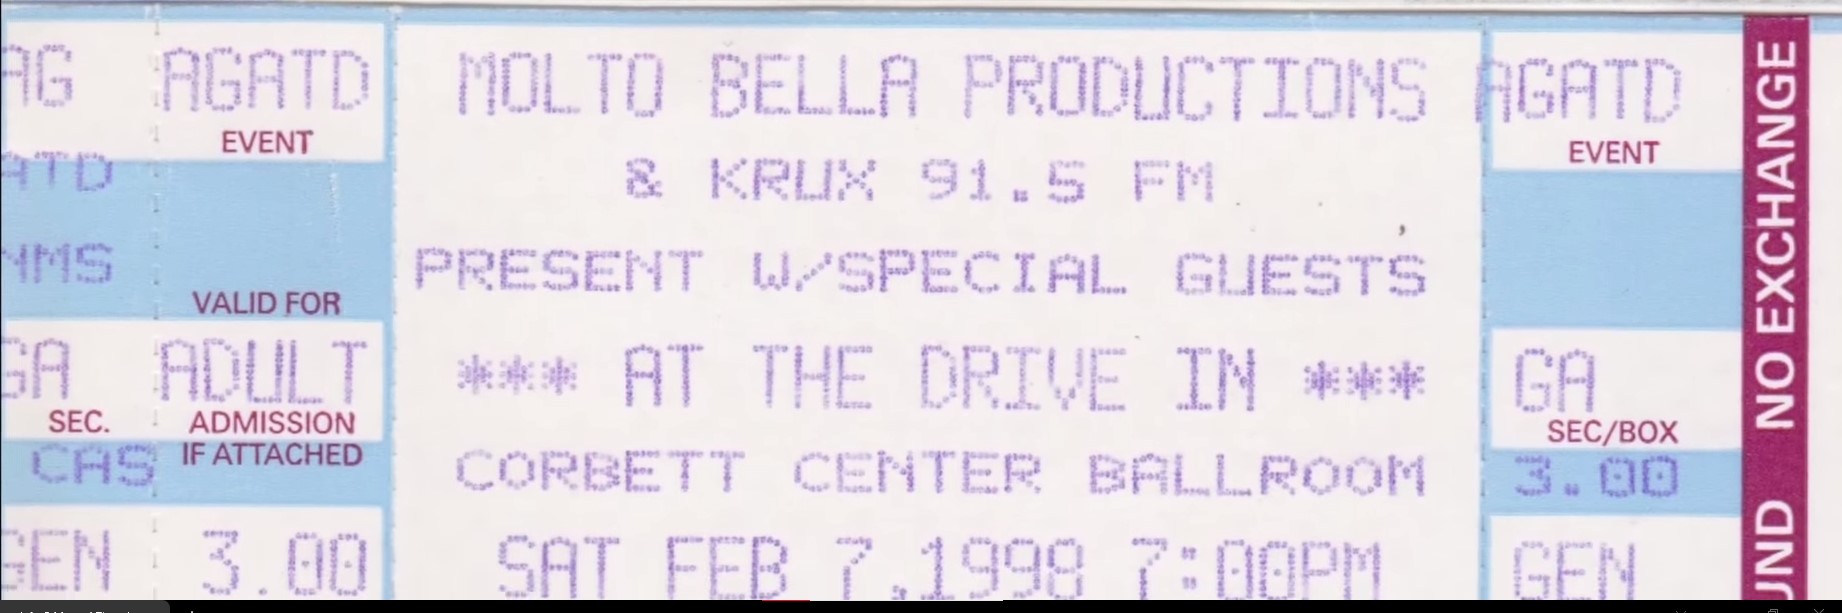 AG AGATD MOLTO BELLA PRODUCTIONS AGATD
EVENT EVENT
ATD & KRUX 91.5 FM
MMS PRESENT W/SPECIAL GUESTS
VALID FOR
GA ADULT *** AT THE DRIVE IN *** GA
SEC. ADMISSION SEC/BOX
CAS IF ATTACHED CORBETT CENTER BALLROOM 3.00
GEN 3.00 SAT FEB 7,1998 7:00PM GEN
UND NO EXCHANGE